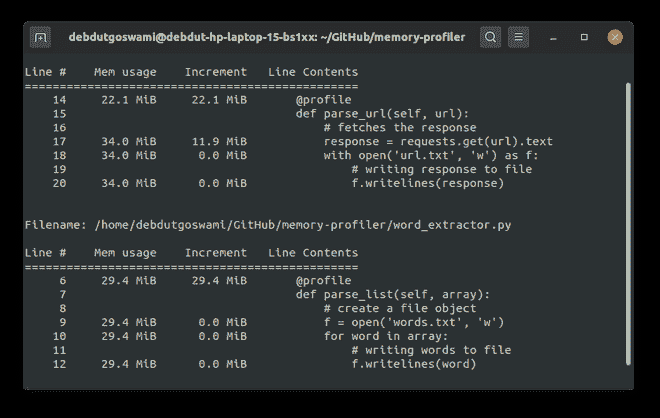 debdutgoswami@debdut-hp-laptop-15-bs1xx: ~/GitHub/memory-profiler
Line #    Mem usage    Increment   Line Contents
================================================
    14     22.1 MiB     22.1 MiB       @profile
    15                                 def parse_url(self, url):
    16                                     # fetches the response
    17     34.0 MiB     11.9 MiB           response = requests.get(url).text
    18     34.0 MiB      0.0 MiB           with open('url.txt', 'w') as f:
    19                                         # writing response to file
    20     34.0 MiB      0.0 MiB               f.writelines(response)
Filename: /home/debdutgoswami/GitHub/memory-profiler/word_extractor.py
Line #    Mem usage    Increment   Line Contents
================================================
     6     29.4 MiB     29.4 MiB       @profile
     7                                 def parse_list(self, array):
     8                                     # create a file object
     9     29.4 MiB      0.0 MiB           f = open('words.txt', 'w')
    10     29.4 MiB      0.0 MiB           for word in array:
    11                                         # writing words to file
    12     29.4 MiB      0.0 MiB               f.writelines(word)